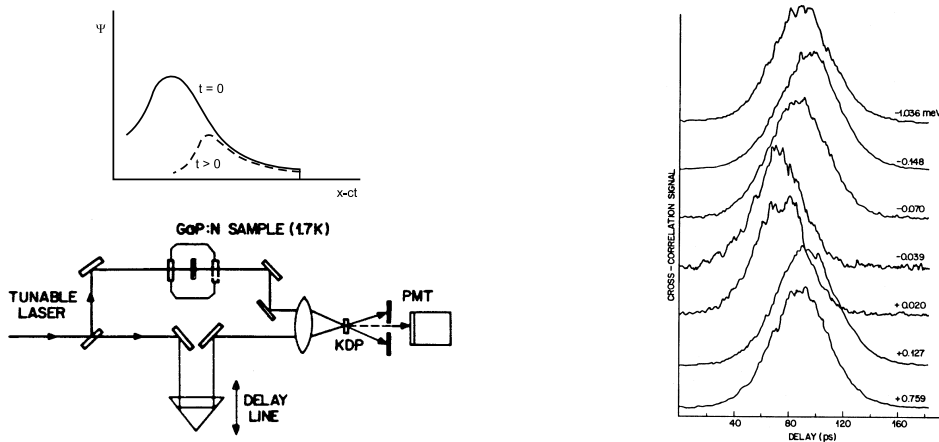 Ψ
t = 0
t > 0
x-ct
GaP:N SAMPLE (1.7K)
TUNABLE
LASER
PMT
KDP
DELAY
LINE
CROSS-CORRELATION SIGNAL
-1.036 meV
-0.148
-0.070
-0.039
+0.020
+0.127
+0.759
40
80
120
160
DELAY (ps)